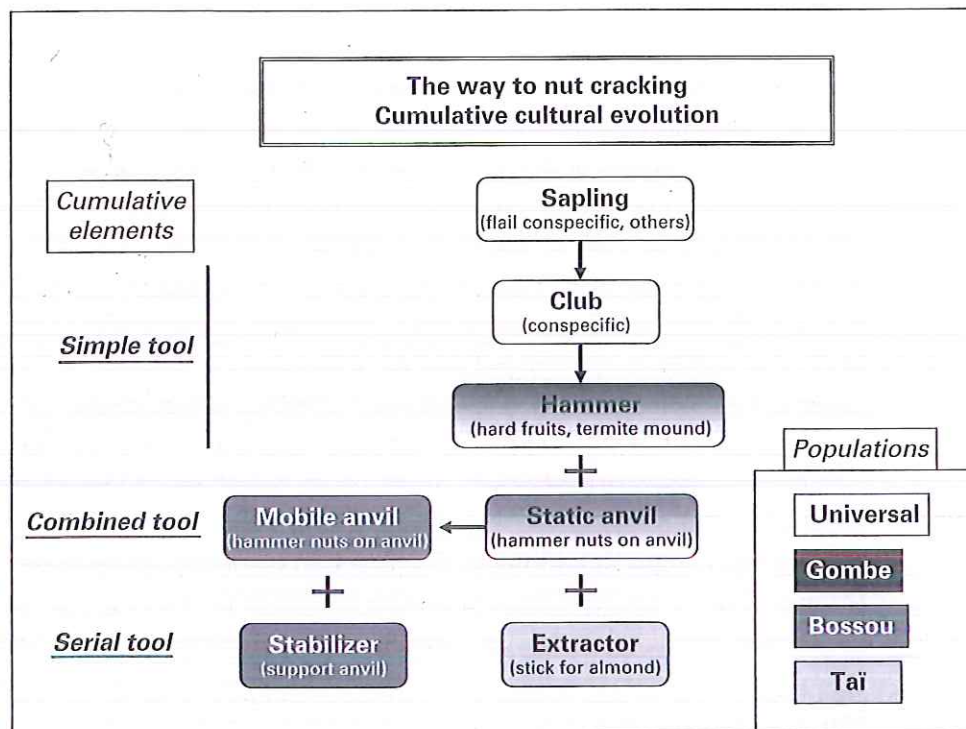 The way to nut cracking
Cumulative cultural evolution
Cumulative
elements
Sapling
(flail conspecific, others)
Club
(conspecific)
Simple tool
Hammer
(hard fruits, termite mound)
Combined tool
Mobile anvil
(hammer nuts on anvil)
Static anvil
(hammer nuts on anvil)
Serial tool
Stabilizer
(support anvil)
Extractor
(stick for almond)
Populations
Universal
Gombe
Bossou
Taï